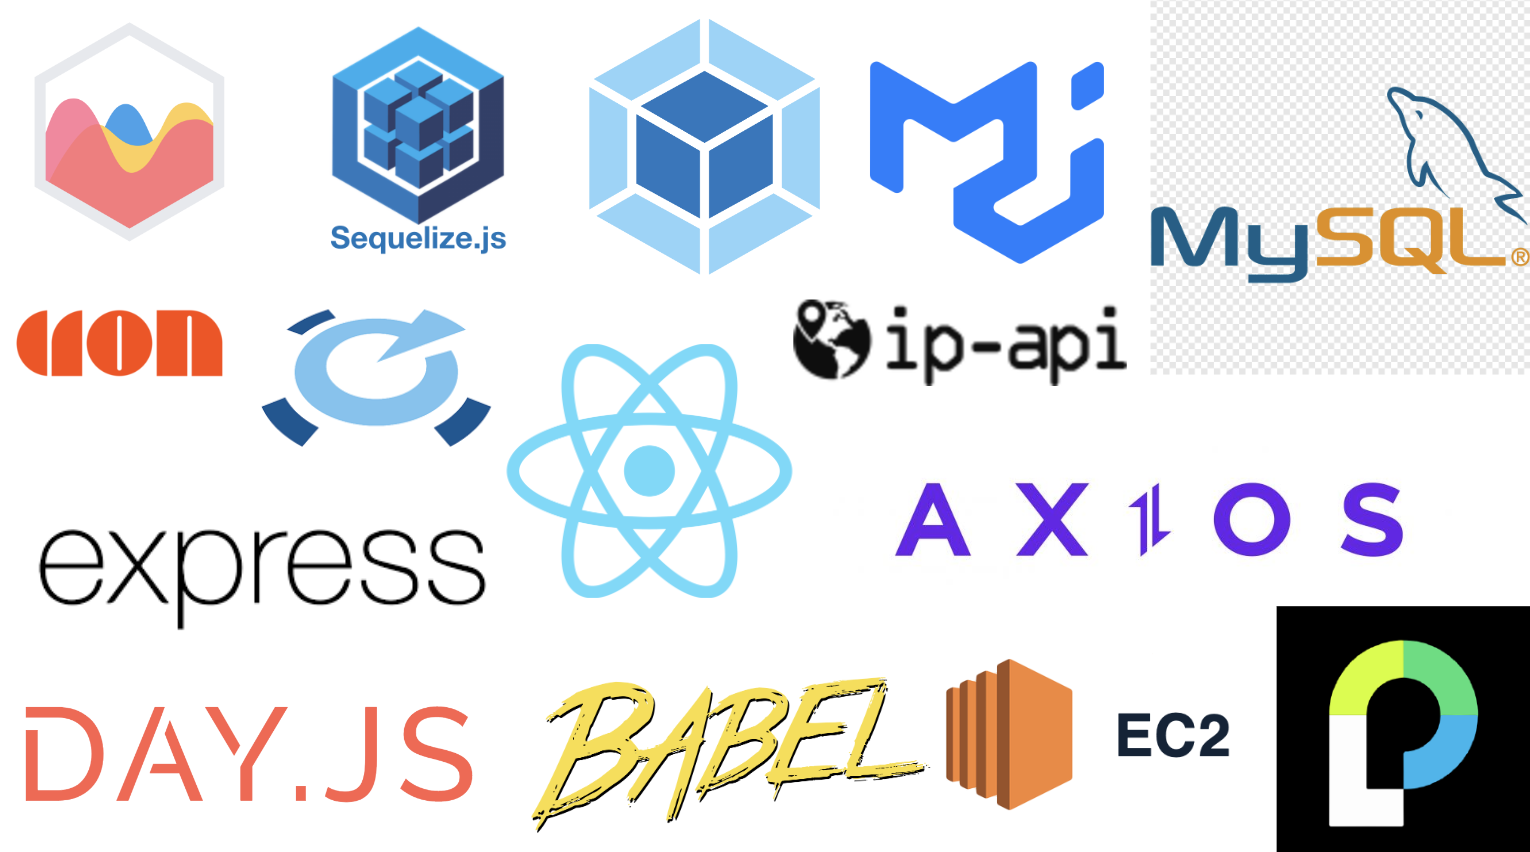 Sequelize.js
MySQL®
cron
ip-api
express
AXIOS
DAY.JS
BABEL
EC2